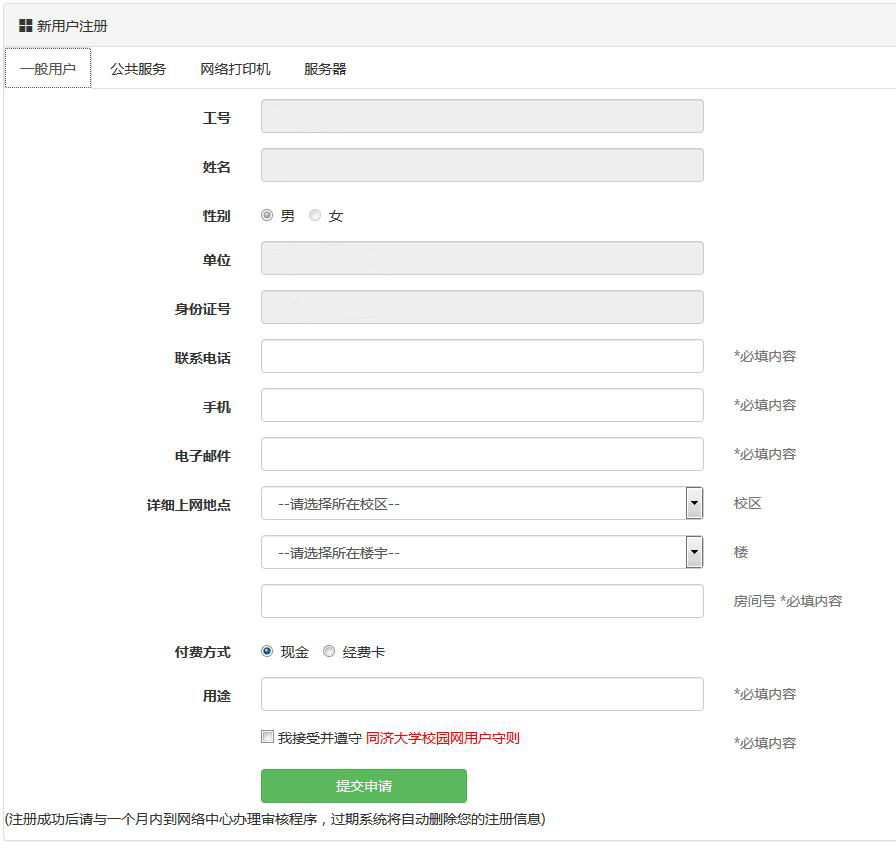 新用户注册
一般用户 公共服务 网络打印机 服务器
工号
姓名
性别 男 女
单位
身份证号
联系电话 *必填内容
手机 *必填内容
电子邮件 *必填内容
详细上网地点 --请选择所在校区-- 校区
--请选择所在楼宇-- 楼
房间号 *必填内容
付费方式 现金 经费卡
用途 *必填内容
我接受并遵守 同济大学校园网用户守则 *必填内容
提交申请
(注册成功后请与一个月内到网络中心办理审核程序，过期系统将自动删除您的注册信息)